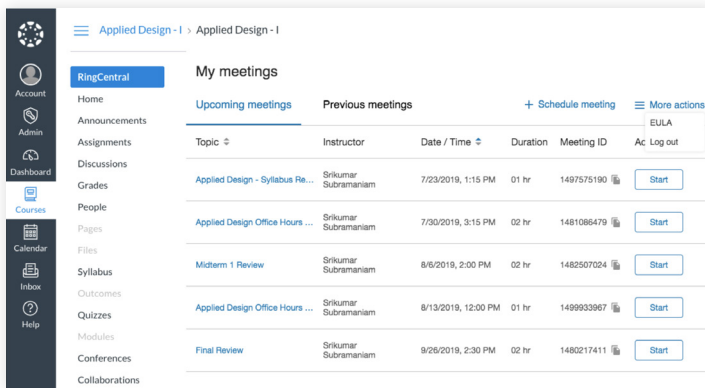 Applied Design - I > Applied Design - I
Account
Admin
Dashboard
Courses
Calendar
Inbox
Help
RingCentral
Home
Announcements
Assignments
Discussions
Grades
People
Pages
Files
Syllabus
Outcomes
Quizzes
Modules
Conferences
Collaborations
My meetings
Upcoming meetings Previous meetings + Schedule meeting More actions
EULA
Log out
Topic Instructor Date / Time Duration Meeting ID
Applied Design - Syllabus Re... Srikumar Subramaniam 7/23/2019, 1:15 PM 01 hr 1497575190 Start
Applied Design Office Hours ... Srikumar Subramaniam 7/30/2019, 3:15 PM 02 hr 1481086479 Start
Midterm 1 Review Srikumar Subramaniam 8/6/2019, 2:00 PM 02 hr 1482507024 Start
Applied Design Office Hours ... Srikumar Subramaniam 8/13/2019, 12:00 PM 01 hr 1499933967 Start
Final Review Srikumar Subramaniam 9/26/2019, 2:30 PM 02 hr 1480217411 Start